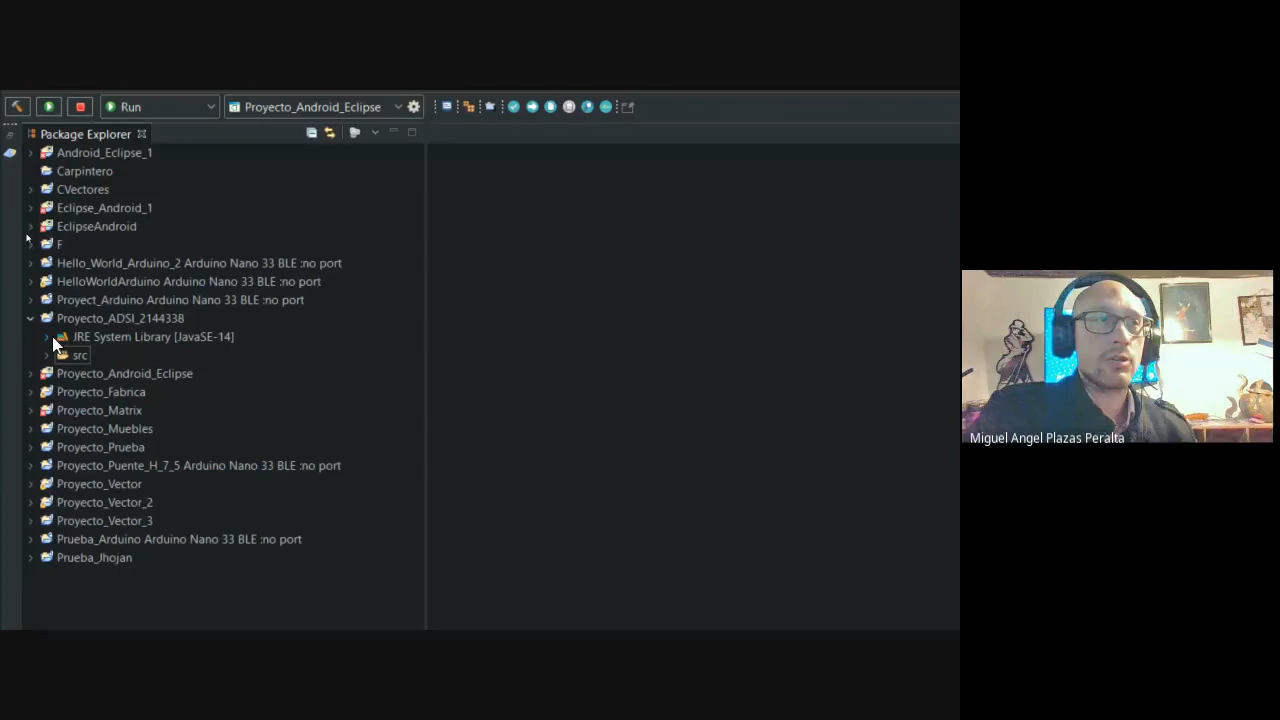 Run
Proyecto_Android_Eclipse
Package Explorer
Android_Eclipse_1
Carpintero
CVectores
Eclipse_Android_1
EclipseAndroid
F
Hello_World_Arduino_2 Arduino Nano 33 BLE :no port
HelloWorldArduino Arduino Nano 33 BLE :no port
Proyect_Arduino Arduino Nano 33 BLE :no port
Proyecto_ADSI_2144338
JRE System Library [JavaSE-14]
src
Proyecto_Android_Eclipse
Proyecto_Fabrica
Proyecto_Matrix
Proyecto_Muebles
Proyecto_Prueba
Proyecto_Puente_H_7_5 Arduino Nano 33 BLE :no port
Proyecto_Vector
Proyecto_Vector_2
Proyecto_Vector_3
Prueba_Arduino Arduino Nano 33 BLE :no port
Prueba_Jhojan
Miguel Angel Plazas Peralta